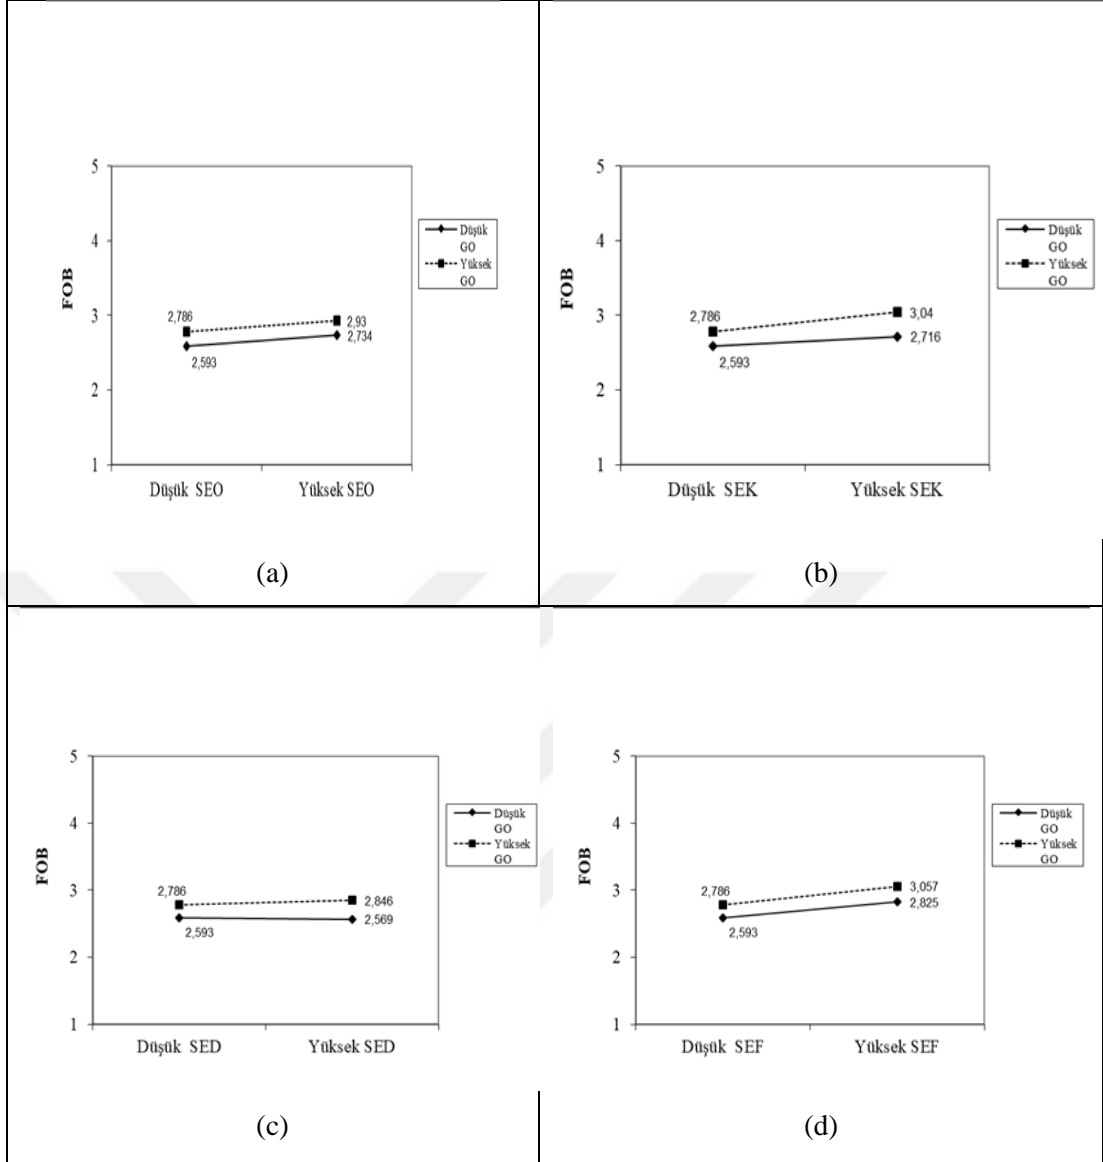 5
4
3
2
1
FOB
2,786
2,593
2,93
2,734
Düşük SEO
Yüksek SEO
Düşük
GO
Yüksek
GO
(a)
5
4
3
2
1
FOB
2,786
2,593
3,04
2,716
Düşük SEK
Yüksek SEK
Düşük
GO
Yüksek
GO
(b)
5
4
3
2
1
FOB
2,786
2,593
2,846
2,569
Düşük SED
Yüksek SED
Düşük
GO
Yüksek
GO
(c)
5
4
3
2
1
FOB
2,786
2,593
3,057
2,825
Düşük SEF
Yüksek SEF
Düşük
GO
Yüksek
GO
(d)